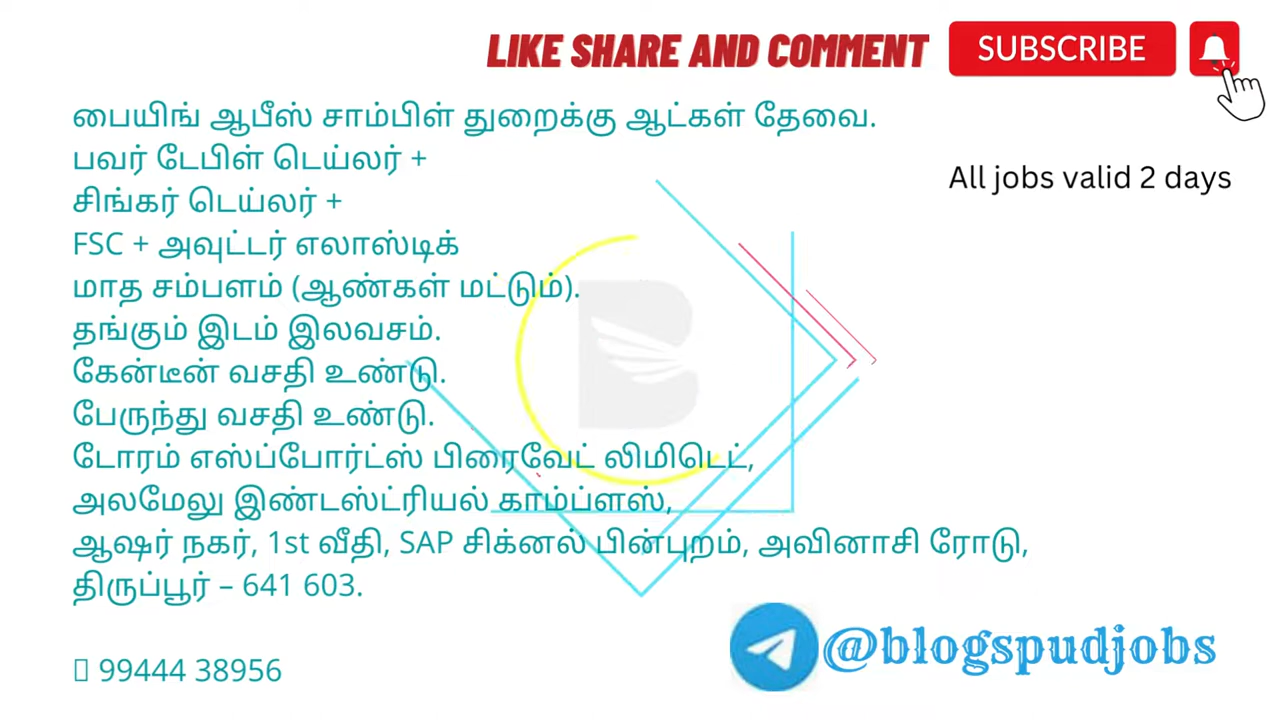 LIKE SHARE AND COMMENT
SUBSCRIBE
பையிங் ஆபீஸ் சாம்பிள் துறைக்கு ஆட்கள் தேவை.
All jobs valid 2 days
பவர் டேபிள் டெய்லர் +
சிங்கர் டெய்லர் +
FSC + அவுட்டர் எலாஸ்டிக்
மாத சம்பளம் (ஆண்கள் மட்டும்).
தங்கும் இடம் இலவசம்.
கேன்டீன் வசதி உண்டு.
பேருந்து வசதி உண்டு.
டோரம் எஸ்ப்போர்ட்ஸ் பிரைவேட் லிமிடெட்,
அலமேலு இண்டஸ்ட்ரியல் காம்ப்ளஸ்,
ஆஷர் நகர், 1st வீதி, SAP சிக்னல் பின்புறம், அவினாசி ரோடு,
திருப்பூர் – 641 603.
99444 38956
@blogspudjobs